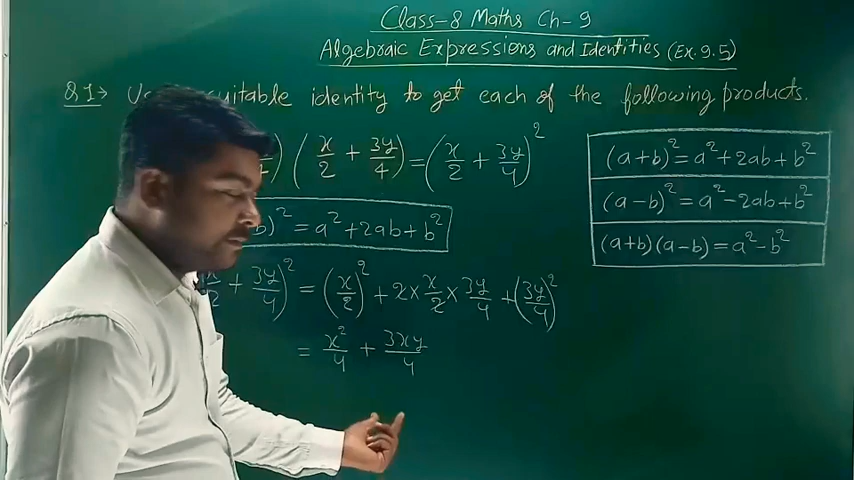 Class-8 Maths Ch-9
Algebraic Expressions and Identities (Ex. 9.5)
Q.1→ suitable identity to get each of the following products.
) (x/2 + 3y/4) = (x/2 + 3y/4)²
(a+b)² = a²+2ab+b²
(a-b)² = a²-2ab+b²
(a+b)(a-b) = a²-b²
b)² = a²+2ab+b²
+ 3y/4)² = (x/2)² + 2×x/2×3y/4 + (3y/4)²
= x²/4 + 3xy/4